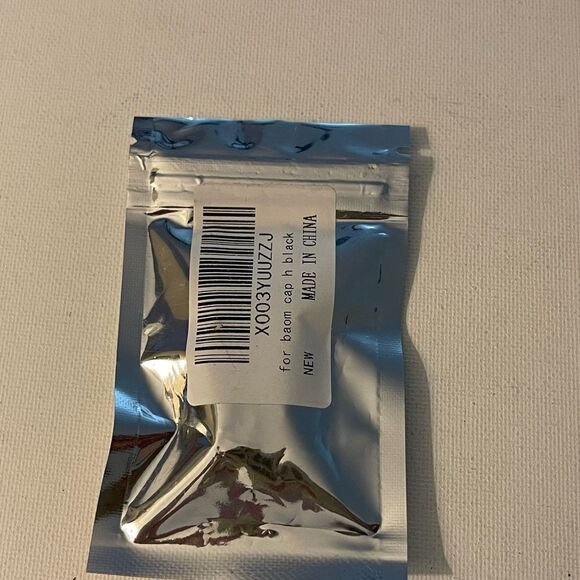 X003YUUZZJ
for baom cap h black
NEW MADE IN CHINA